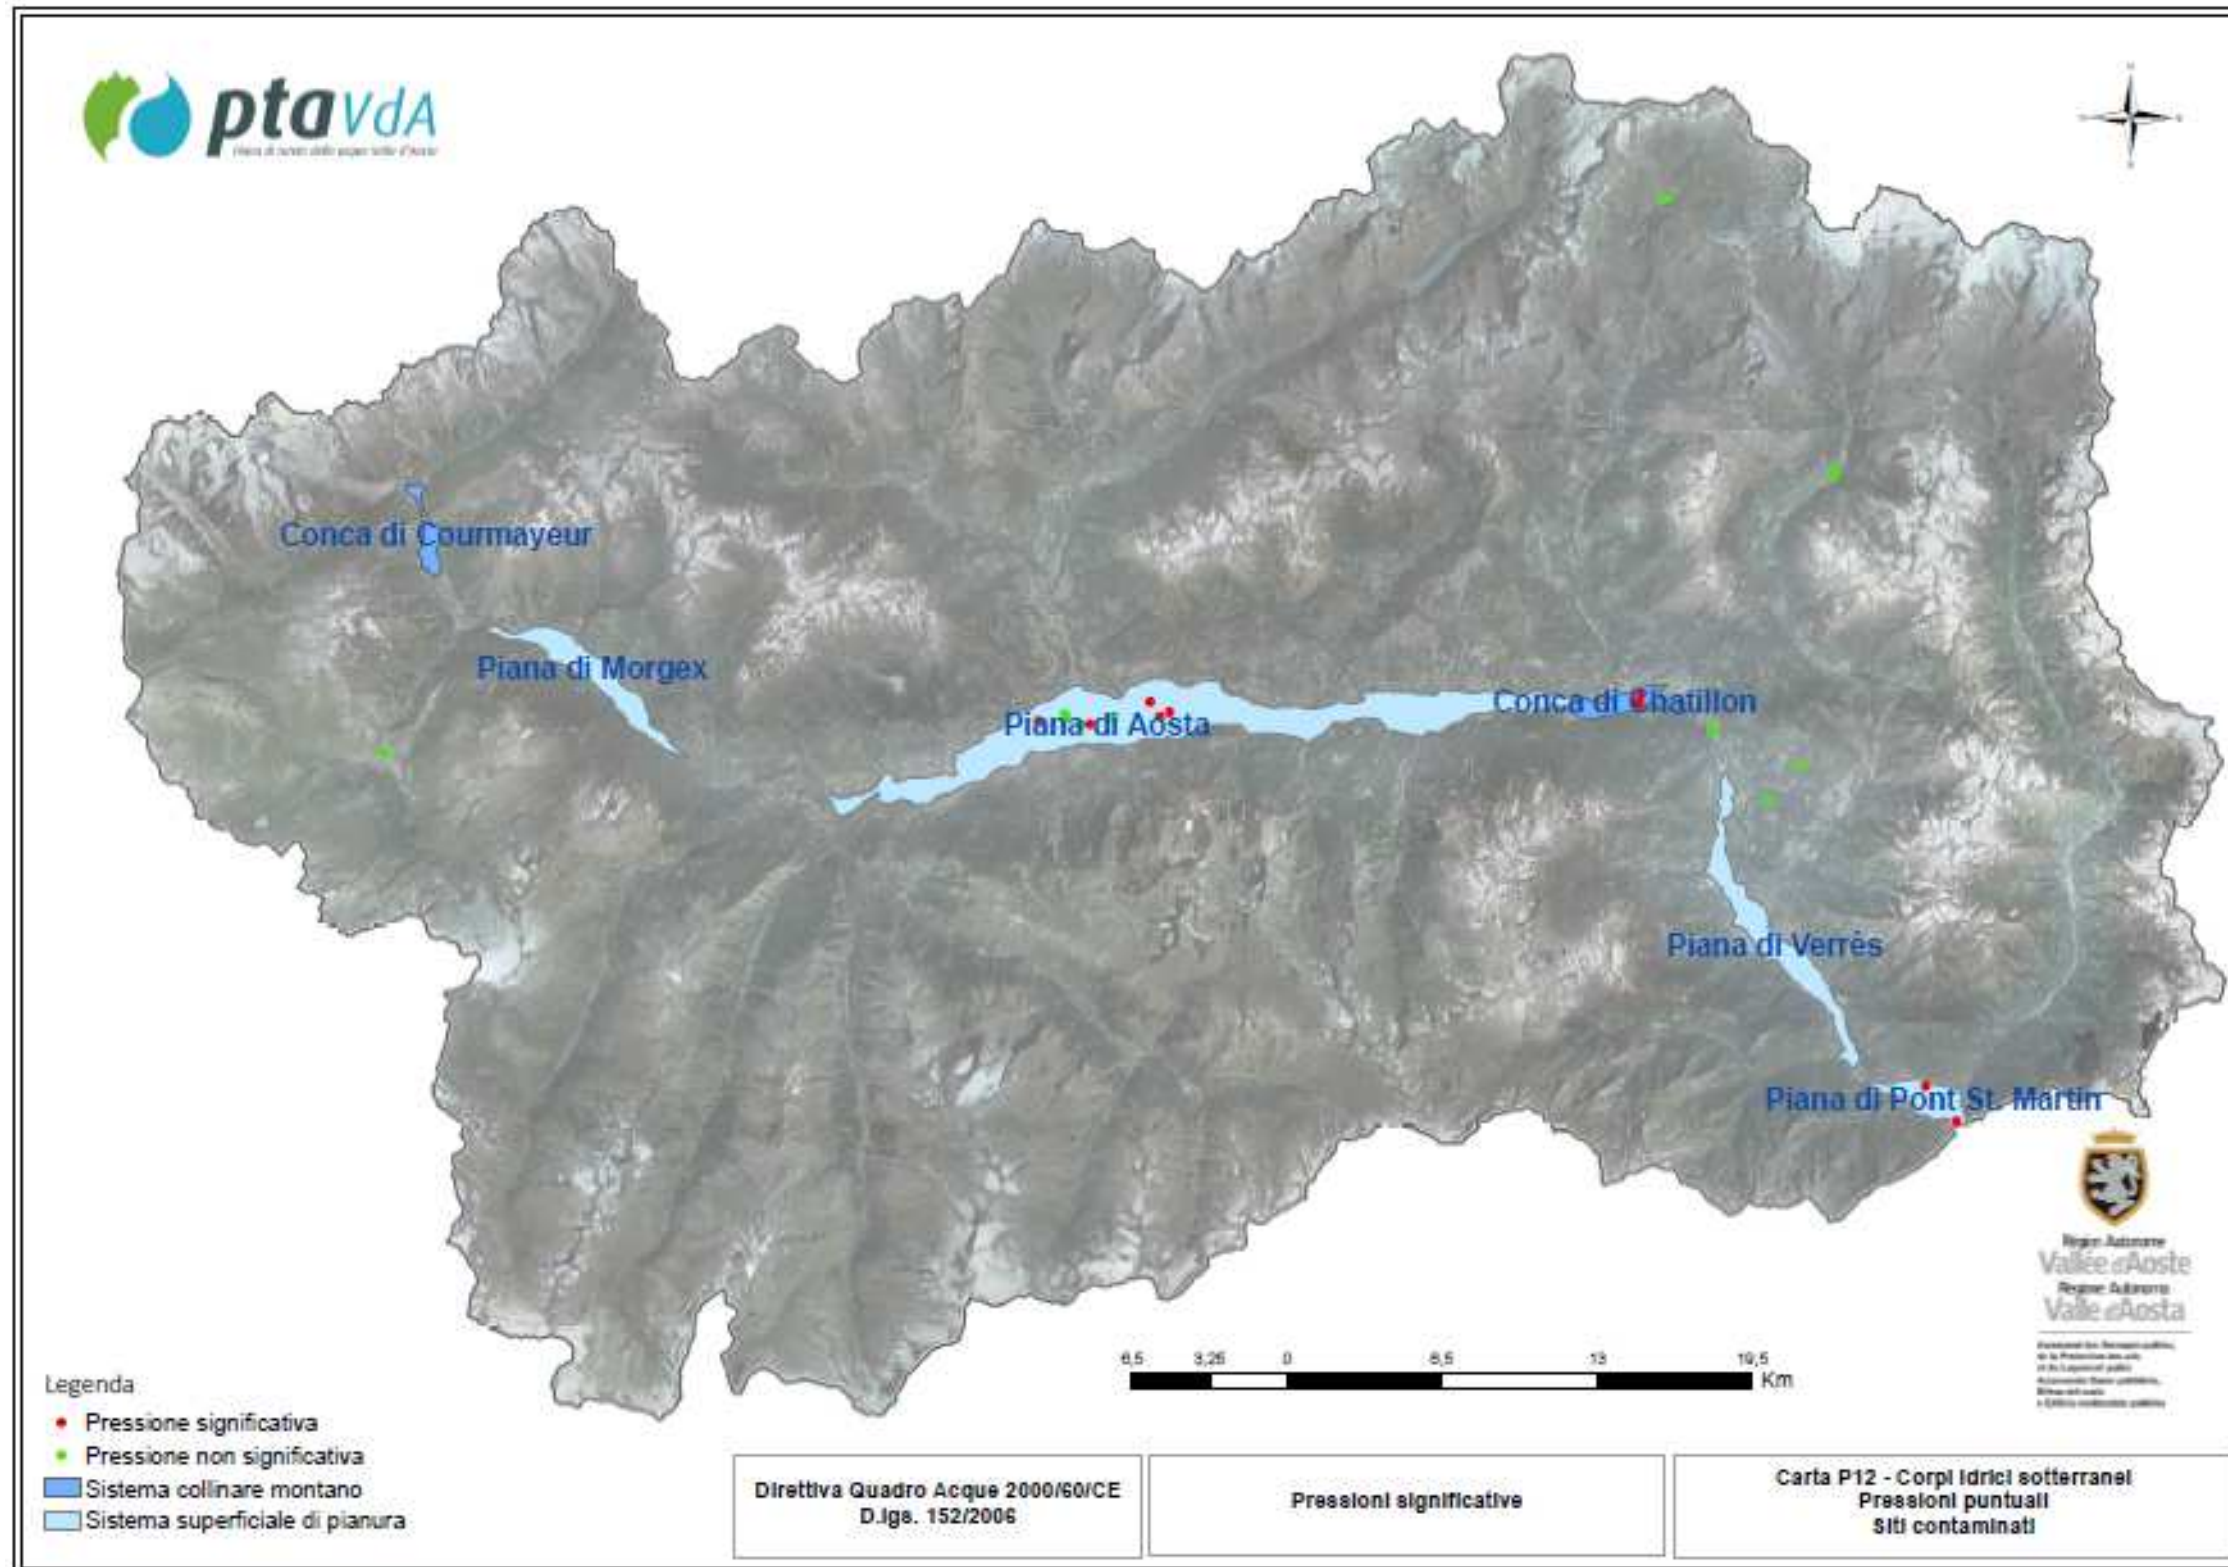 ptaVdA
Conca di Courmayeur
Piana di Morgex
Piana di Aosta
Conca di Chatillon
Piana di Verrès
Piana di Pont St. Martin
Region Autonome
Vallée d'Aoste
Regione Autonoma
Valle d'Aosta
6,5 3,25 0 6,5 13 19,5
Km
Legenda
Pressione significativa
Pressione non significativa
Sistema collinare montano
Sistema superficiale di pianura
Direttiva Quadro Acque 2000/60/CE
D.lgs. 152/2006
Pressioni significative
Carta P12 - Corpi idrici sotterranei
Pressioni puntuali
Siti contaminati